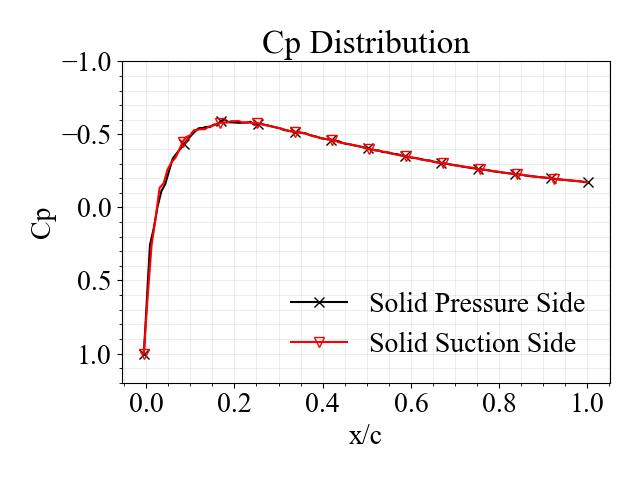 Cp Distribution
−1.0
−0.5
0.0
0.5
1.0
Cp
Solid Pressure Side
Solid Suction Side
0.0 0.2 0.4 0.6 0.8 1.0
x/c